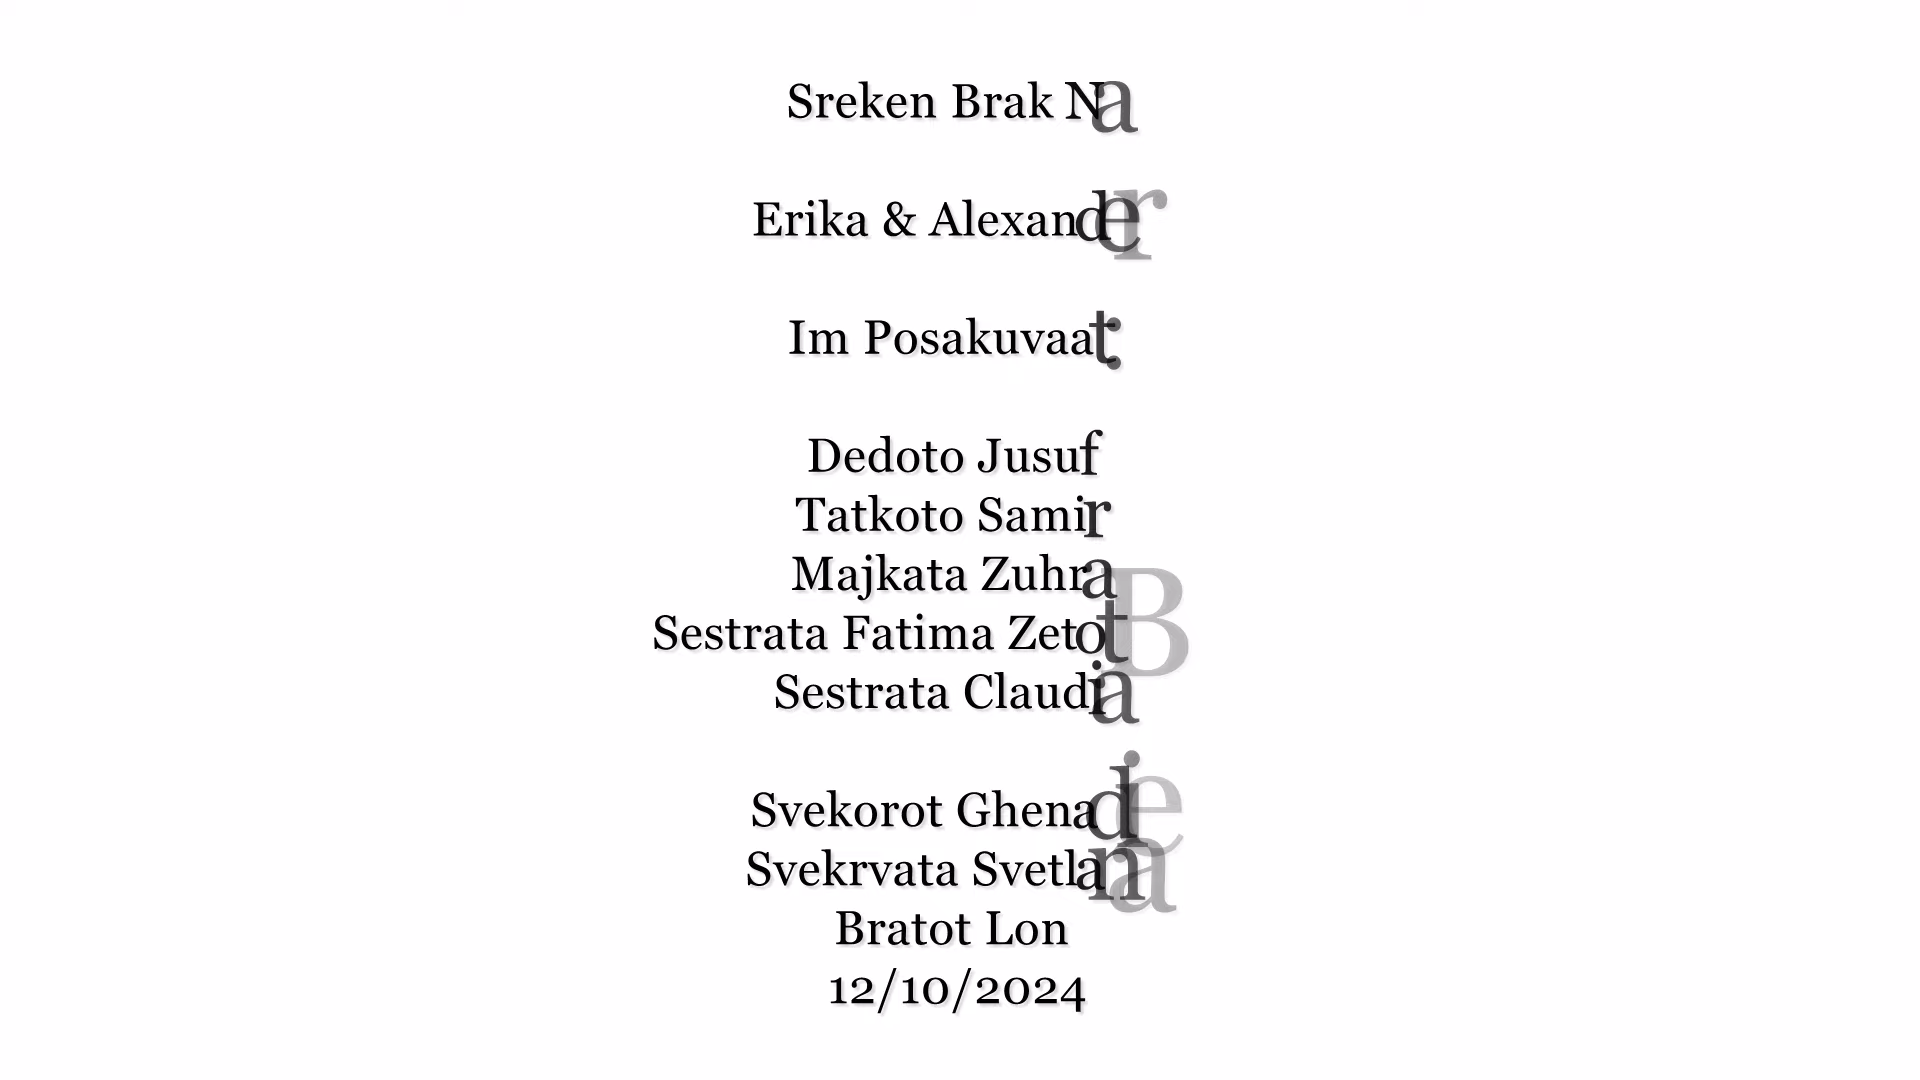 Sreken Brak Na
Erika & Alexander
Im Posakuvaat:
Dedoto Jusuf
Tatkoto Samir
Majkata Zuhra
Sestrata Fatima Zetot B
Sestrata Claudia
Svekorot Ghenadie
Svekrvata Svetlana
Bratot Lon
12/10/2024